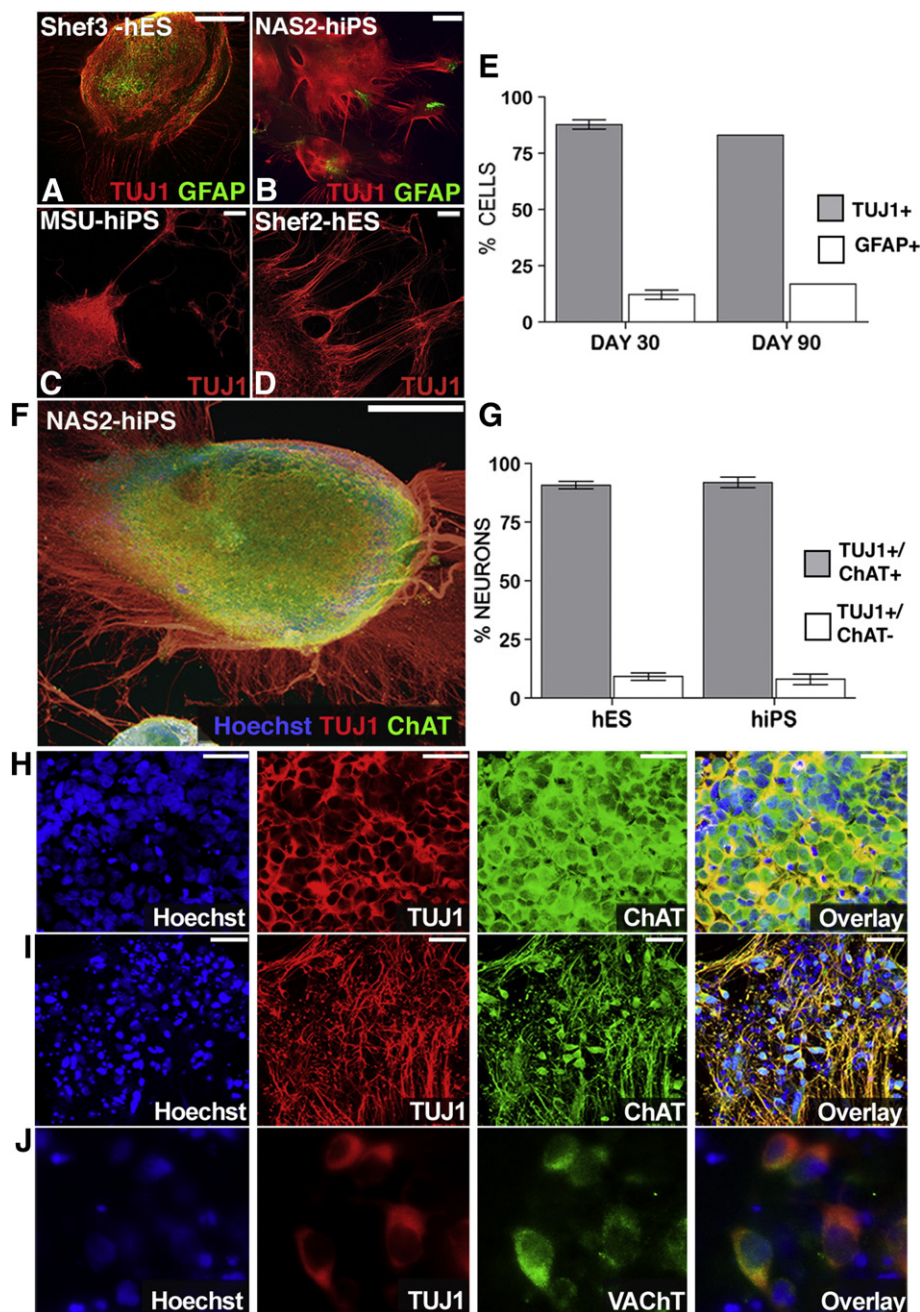 Shef3 -hES
A
TUJ1 GFAP
NAS2-hiPS
B
TUJ1 GFAP
MSU-hiPS
C
TUJ1
Shef2-hES
D
TUJ1
E
% CELLS
100
75
50
25
0
DAY 30
DAY 90
TUJ1+
GFAP+
F
NAS2-hiPS
Hoechst TUJ1 ChAT
G
% NEURONS
100
75
50
25
0
hES
hiPS
TUJ1+/
ChAT+
TUJ1+/
ChAT-
H
Hoechst
TUJ1
ChAT
Overlay
I
Hoechst
TUJ1
ChAT
Overlay
J
Hoechst
TUJ1
VAChT
Overlay